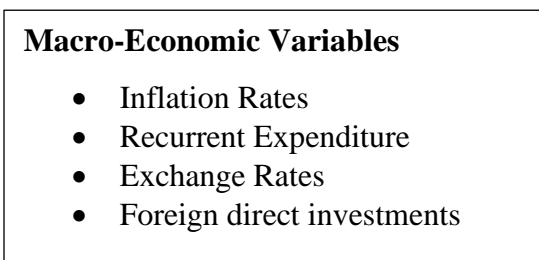 Macro-Economic Variables
• Inflation Rates
• Recurrent Expenditure
• Exchange Rates
• Foreign direct investments